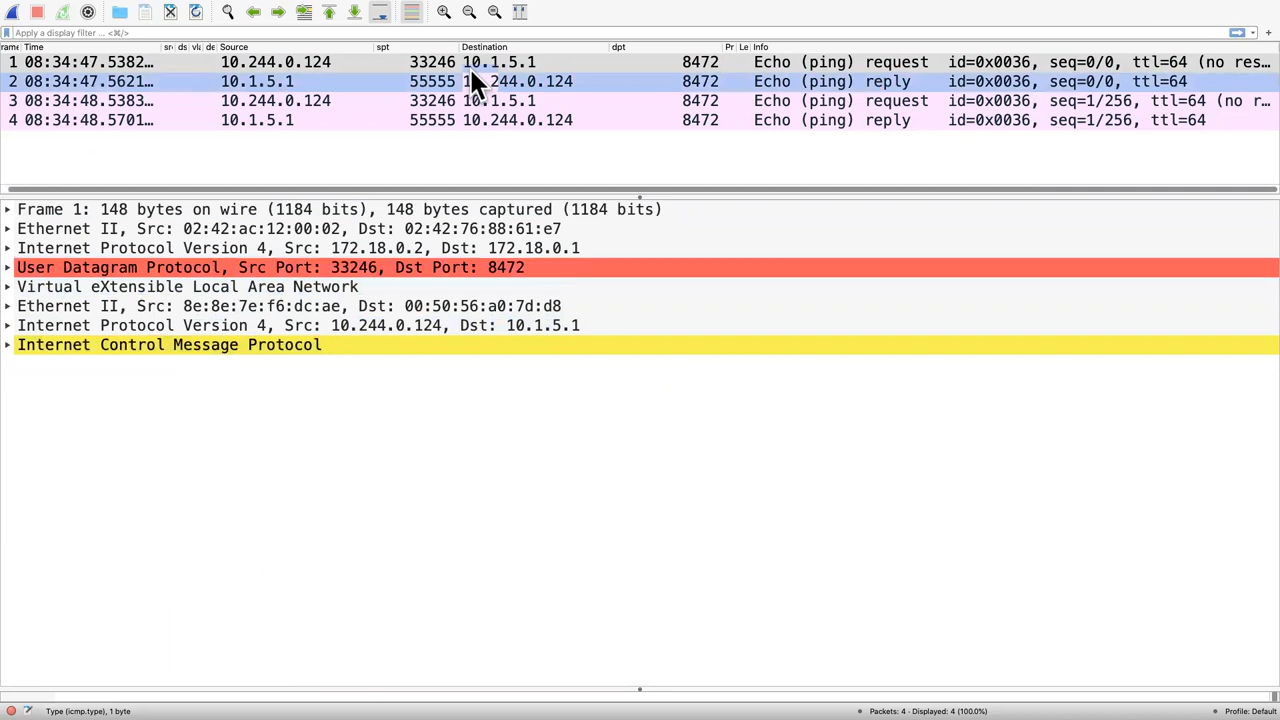 Apply a display filter ... <⌘/>
Time Source spt Destination dpt Pr Le Info
1 08:34:47.5382… 10.244.0.124 33246 10.1.5.1 8472 Echo (ping) request id=0x0036, seq=0/0, ttl=64 (no res…
2 08:34:47.5621… 10.1.5.1 55555 244.0.124 8472 Echo (ping) reply id=0x0036, seq=0/0, ttl=64
3 08:34:48.5383… 10.244.0.124 33246 10.1.5.1 8472 Echo (ping) request id=0x0036, seq=1/256, ttl=64 (no r…
4 08:34:48.5701… 10.1.5.1 55555 10.244.0.124 8472 Echo (ping) reply id=0x0036, seq=1/256, ttl=64
Frame 1: 148 bytes on wire (1184 bits), 148 bytes captured (1184 bits)
Ethernet II, Src: 02:42:ac:12:00:02, Dst: 02:42:76:88:61:e7
Internet Protocol Version 4, Src: 172.18.0.2, Dst: 172.18.0.1
User Datagram Protocol, Src Port: 33246, Dst Port: 8472
Virtual eXtensible Local Area Network
Ethernet II, Src: 8e:8e:7e:f6:dc:ae, Dst: 00:50:56:a0:7d:d8
Internet Protocol Version 4, Src: 10.244.0.124, Dst: 10.1.5.1
Internet Control Message Protocol
Type (icmp.type), 1 byte Packets: 4 · Displayed: 4 (100.0%) Profile: Default